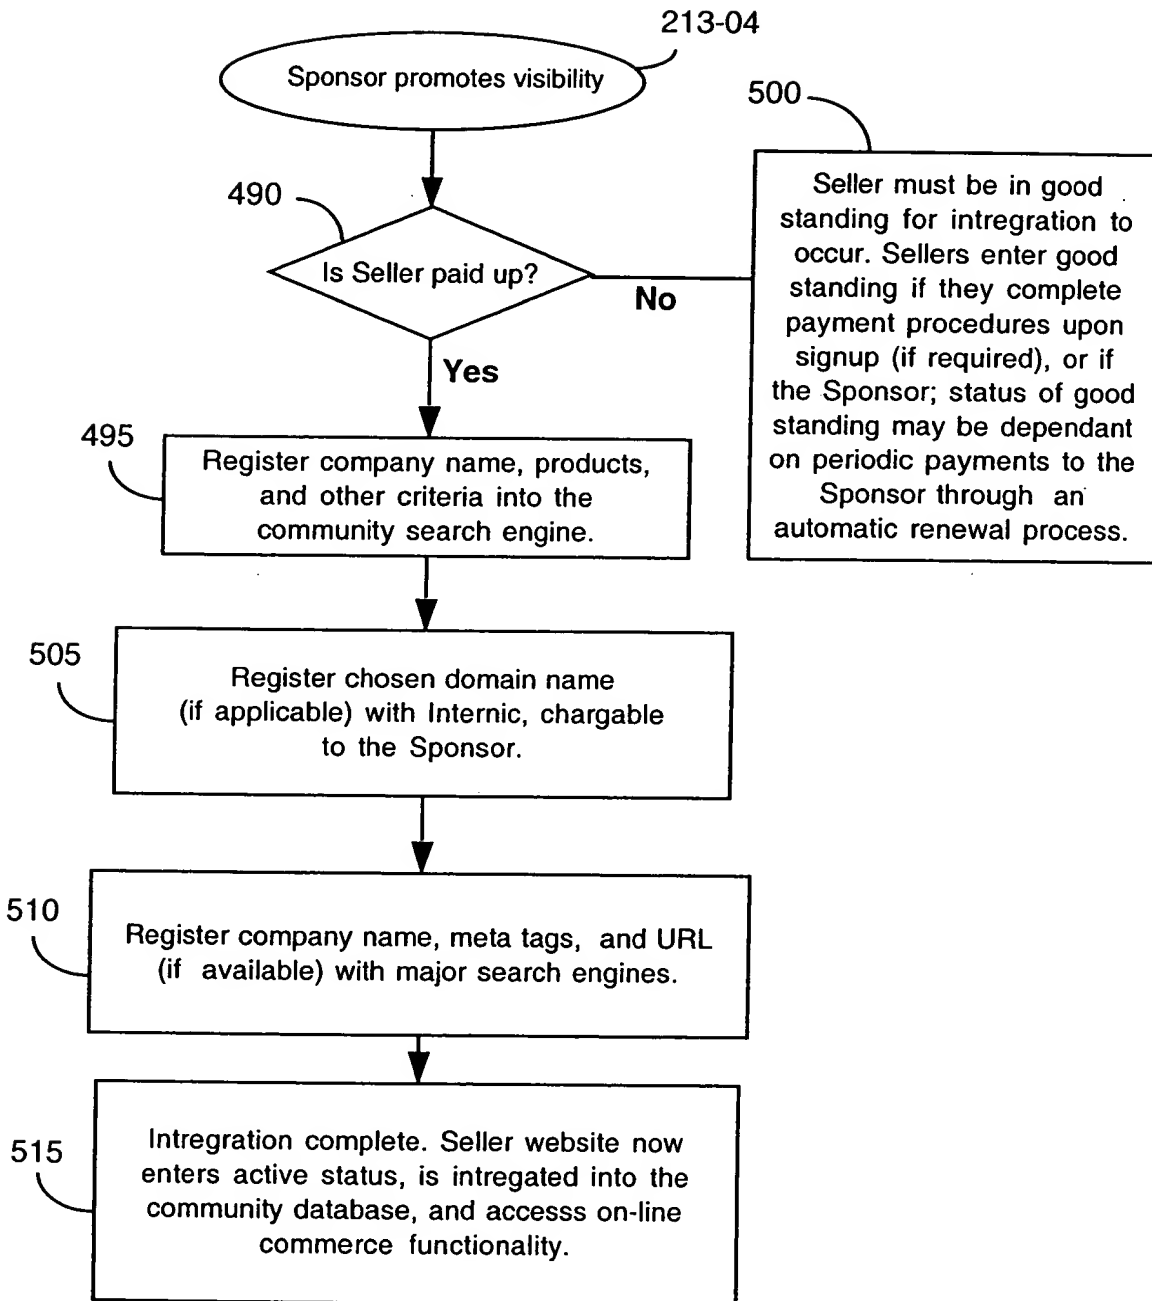 213-04
Sponsor promotes visibility
500
490
Is Seller paid up?
No
Yes
Seller must be in good
standing for intregration to
occur. Sellers enter good
standing if they complete
payment procedures upon
signup (if required), or if
the Sponsor; status of good
standing may be dependant
on periodic payments to the
Sponsor through an
automatic renewal process.
495
Register company name, products,
and other criteria into the
community search engine.
505
Register chosen domain name
(if applicable) with Internic, chargable
to the Sponsor.
510
Register company name, meta tags, and URL
(if available) with major search engines.
515
Intregration complete. Seller website now
enters active status, is intregated into the
community database, and accesss on-line
commerce functionality.